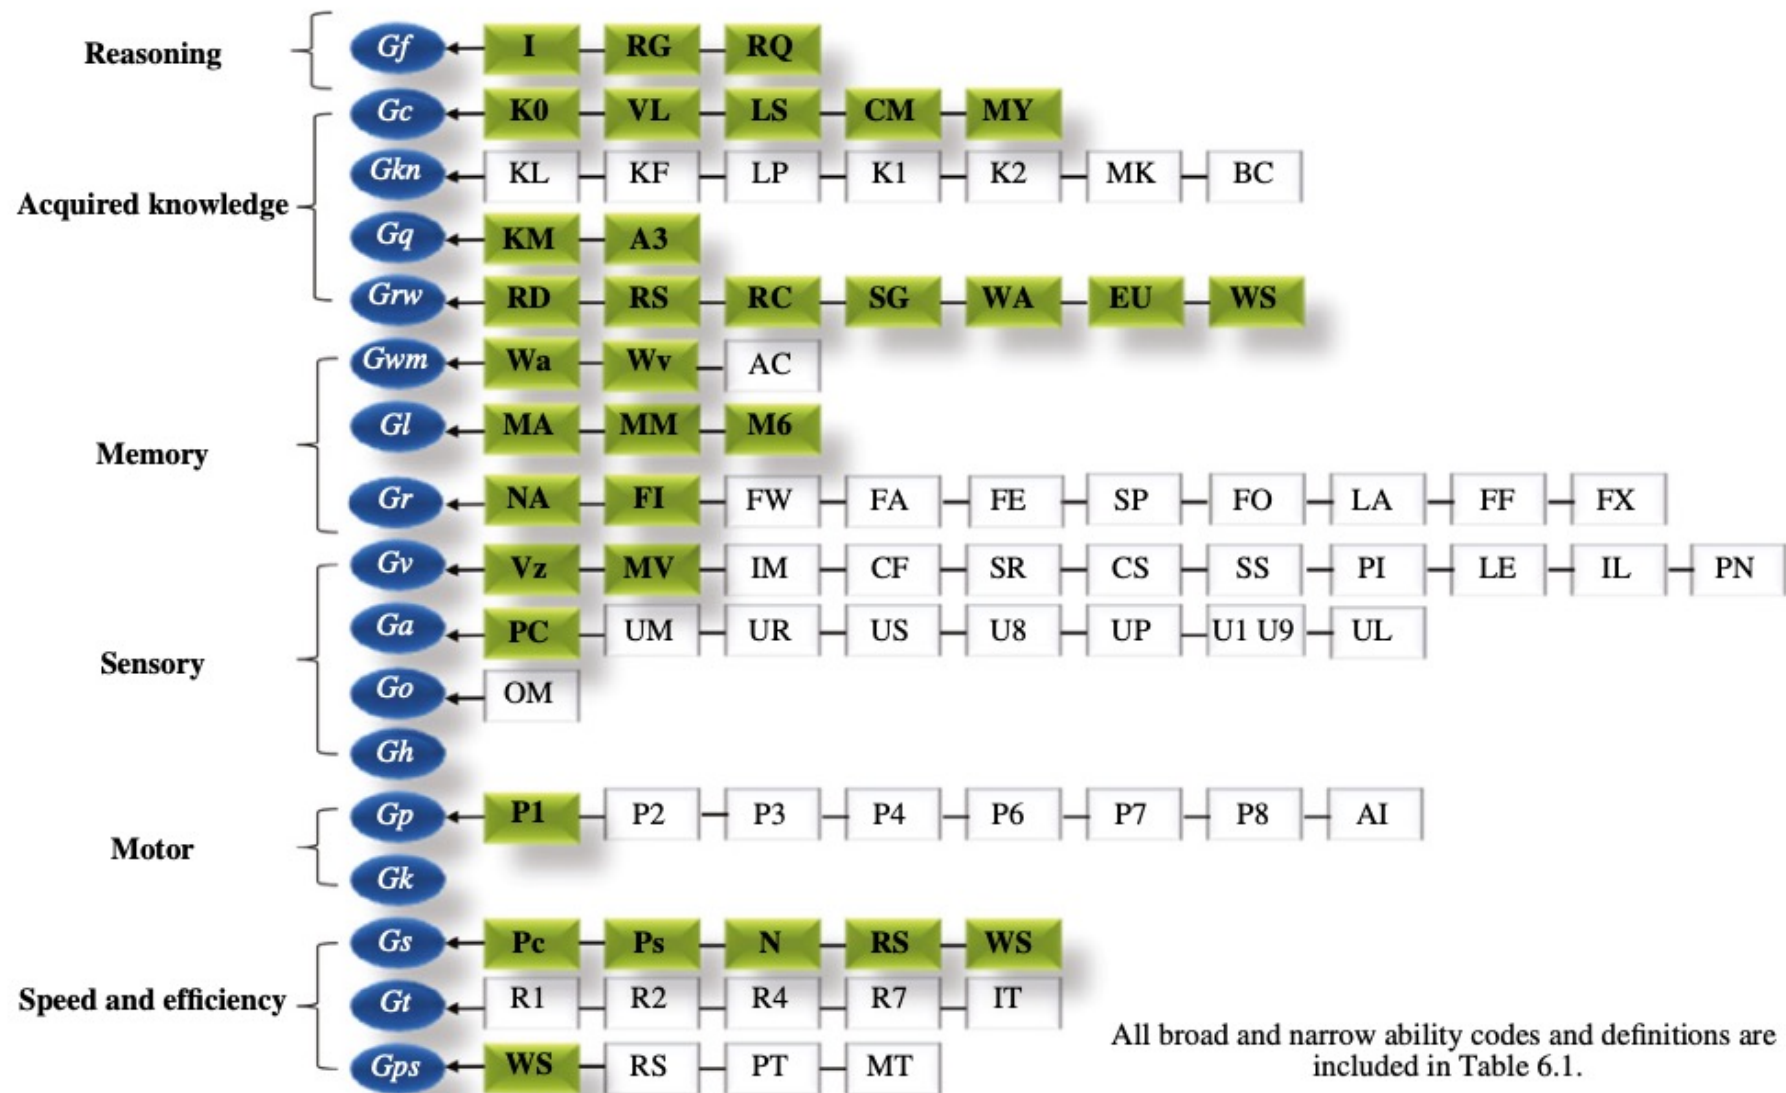 Reasoning
Gf I RG RQ
Gc K0 VL LS CM MY
Gkn KL KF LP K1 K2 MK BC
Acquired knowledge
Gq KM A3
Grw RD RS RC SG WA EU WS
Gwm Wa Wv AC
Gl MA MM M6
Memory
Gr NA FI FW FA FE SP FO LA FF FX
Gv Vz MV IM CF SR CS SS PI LE IL PN
Ga PC UM UR US U8 UP U1 U9 UL
Sensory
Go OM
Gh
Gp P1 P2 P3 P4 P6 P7 P8 AI
Motor
Gk
Gs Pc Ps N RS WS
Speed and efficiency
Gt R1 R2 R4 R7 IT
Gps WS RS PT MT
All broad and narrow ability codes and definitions are
included in Table 6.1.